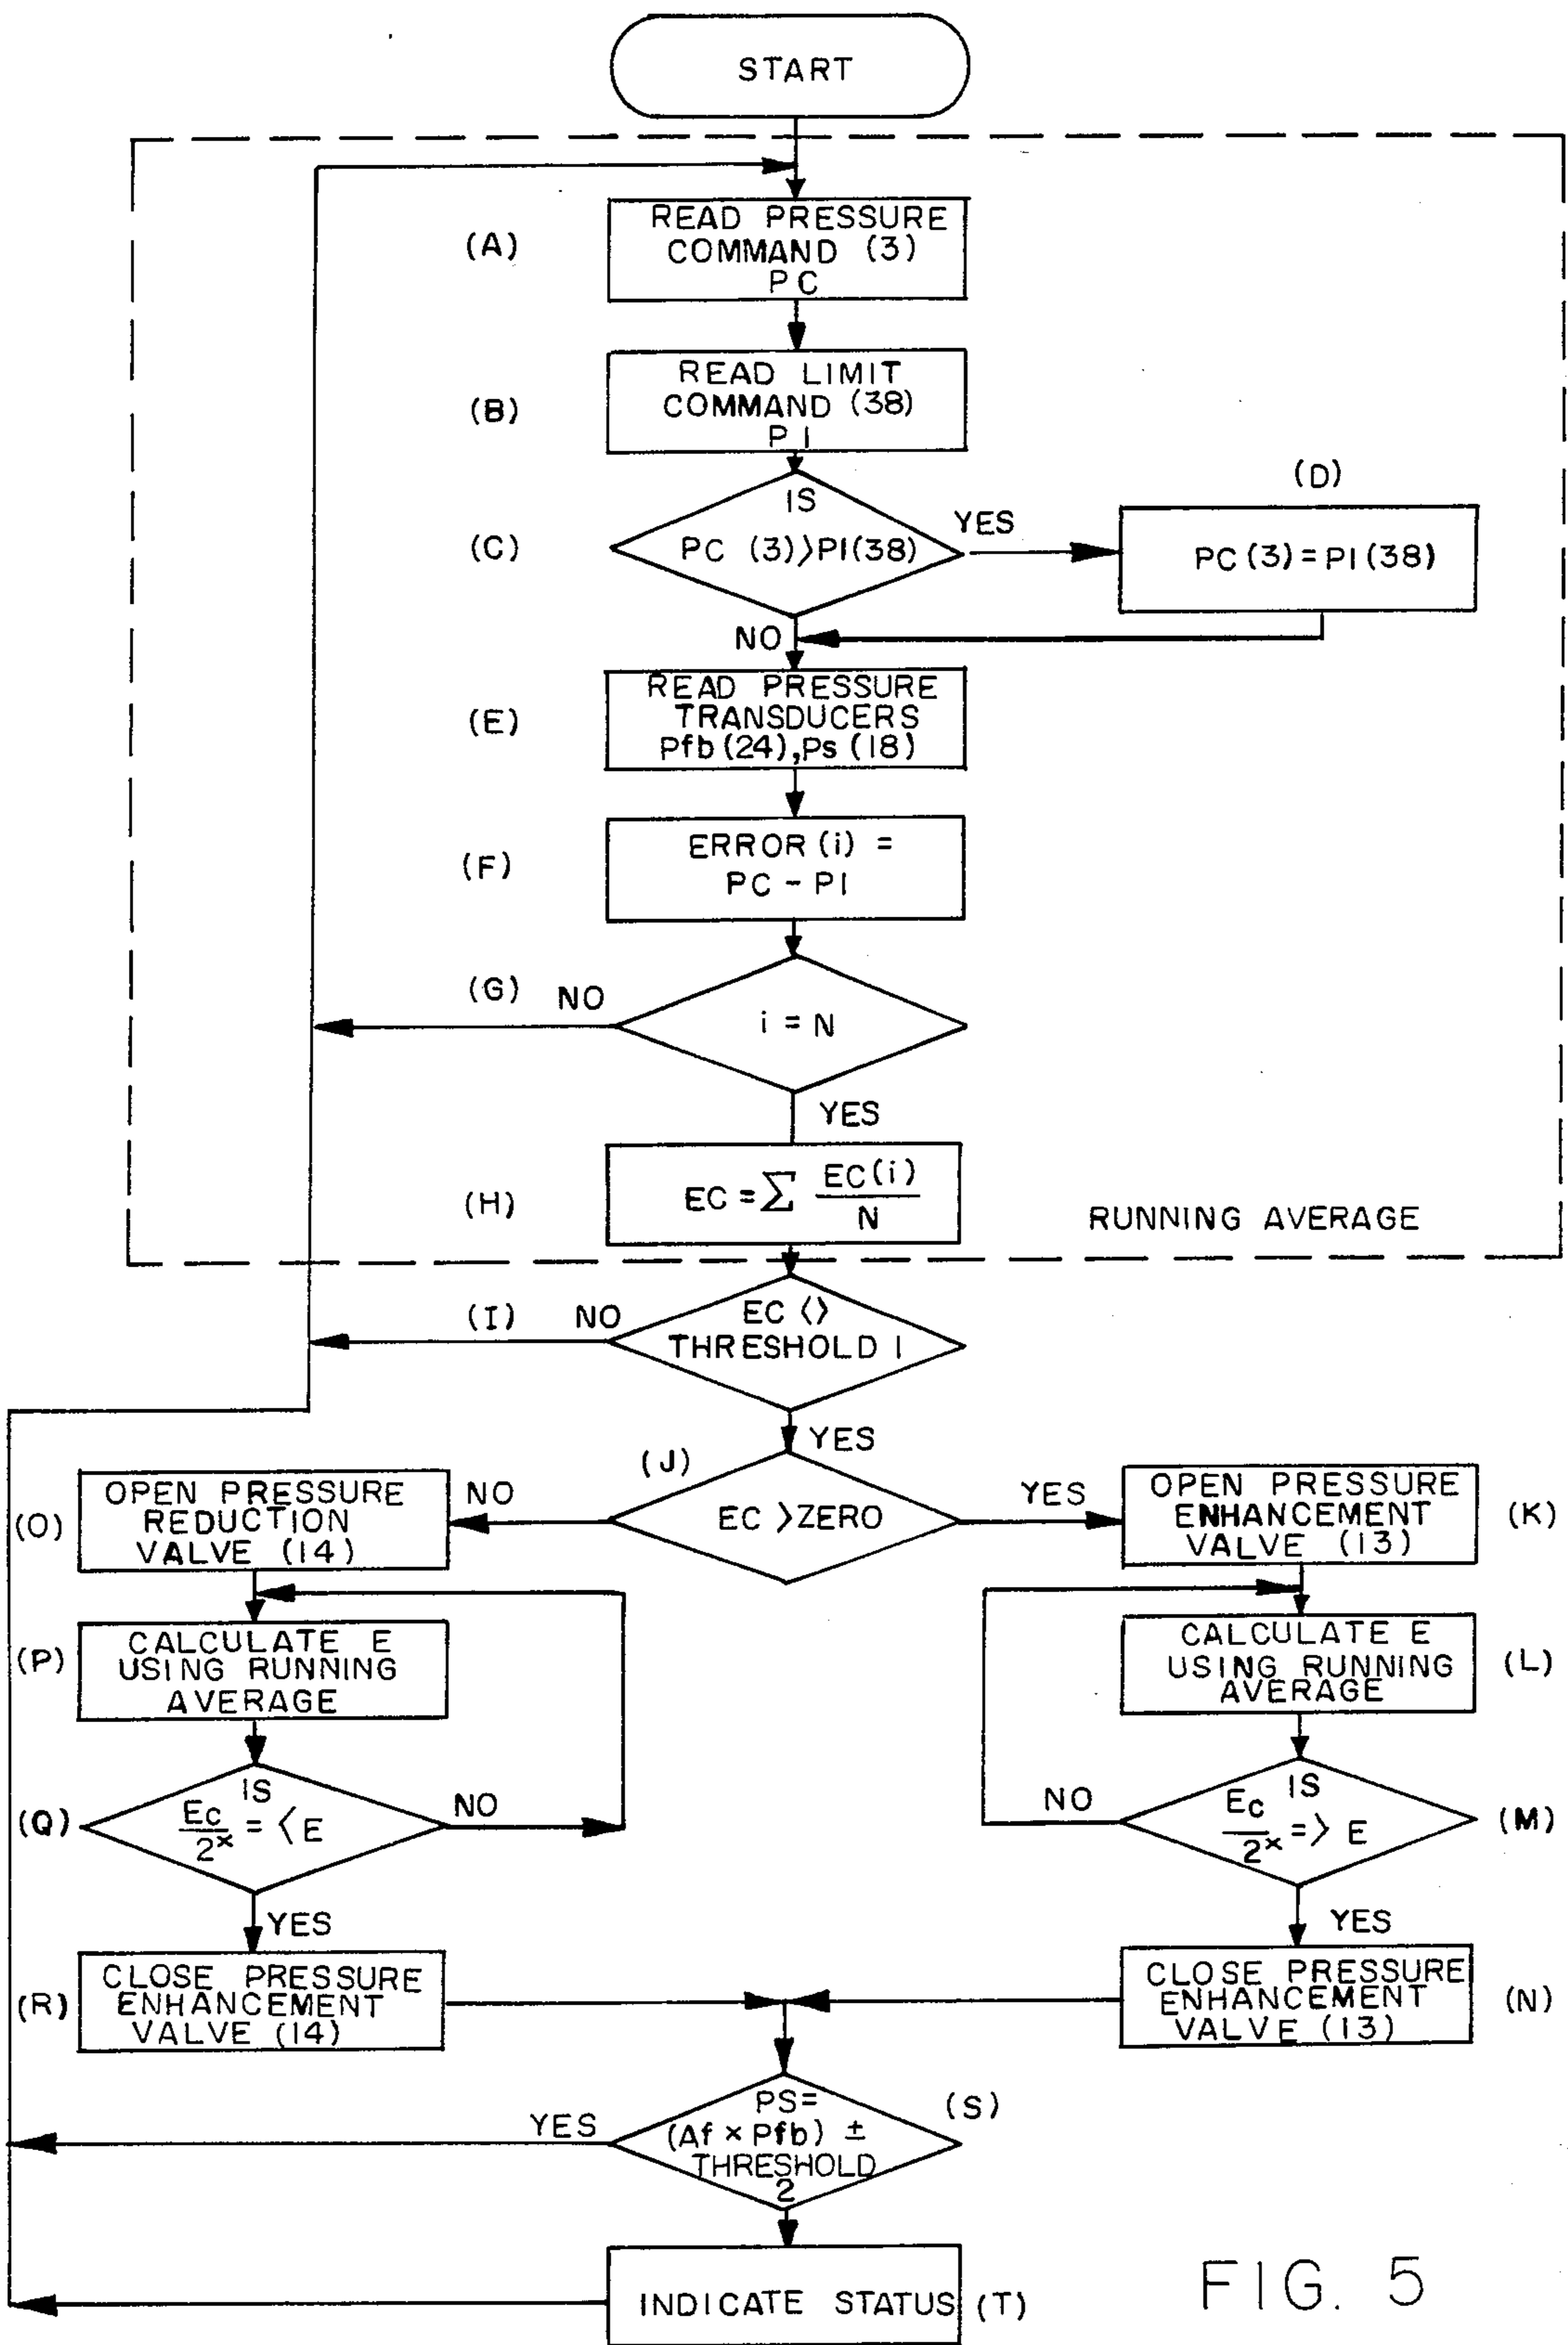 START
(A)
READ PRESSURE
COMMAND (3)
PC
(B)
READ LIMIT
COMMAND (38)
PI
(C)
IS
PC (3)>PI(38)
YES
NO
(D)
PC(3)=PI(38)
(E)
READ PRESSURE
TRANSDUCERS
Pfb(24),Ps(18)
(F)
ERROR(i) =
PC - PI
(G)
NO
i = N
YES
(H)
EC = ∑ EC(i)
N
RUNNING AVERAGE
(I)
NO
EC <>
THRESHOLD 1
YES
(J)
NO
EC >ZERO
YES
(O)
OPEN PRESSURE
REDUCTION
VALVE (14)
OPEN PRESSURE
ENHANCEMENT
VALVE (13)
(K)
(P)
CALCULATE E
USING RUNNING
AVERAGE
CALCULATE E
USING RUNNING
AVERAGE
(L)
(Q)
IS
Ec
2ˣ = <E
NO
YES
NO
IS
Ec
2ˣ => E
(M)
YES
(R)
CLOSE PRESSURE
ENHANCEMENT
VALVE (14)
CLOSE PRESSURE
ENHANCEMENT
VALVE (13)
(N)
YES
PS=
(Af × Pfb) ±
THRESHOLD
2
(S)
INDICATE STATUS
(T)
FIG. 5